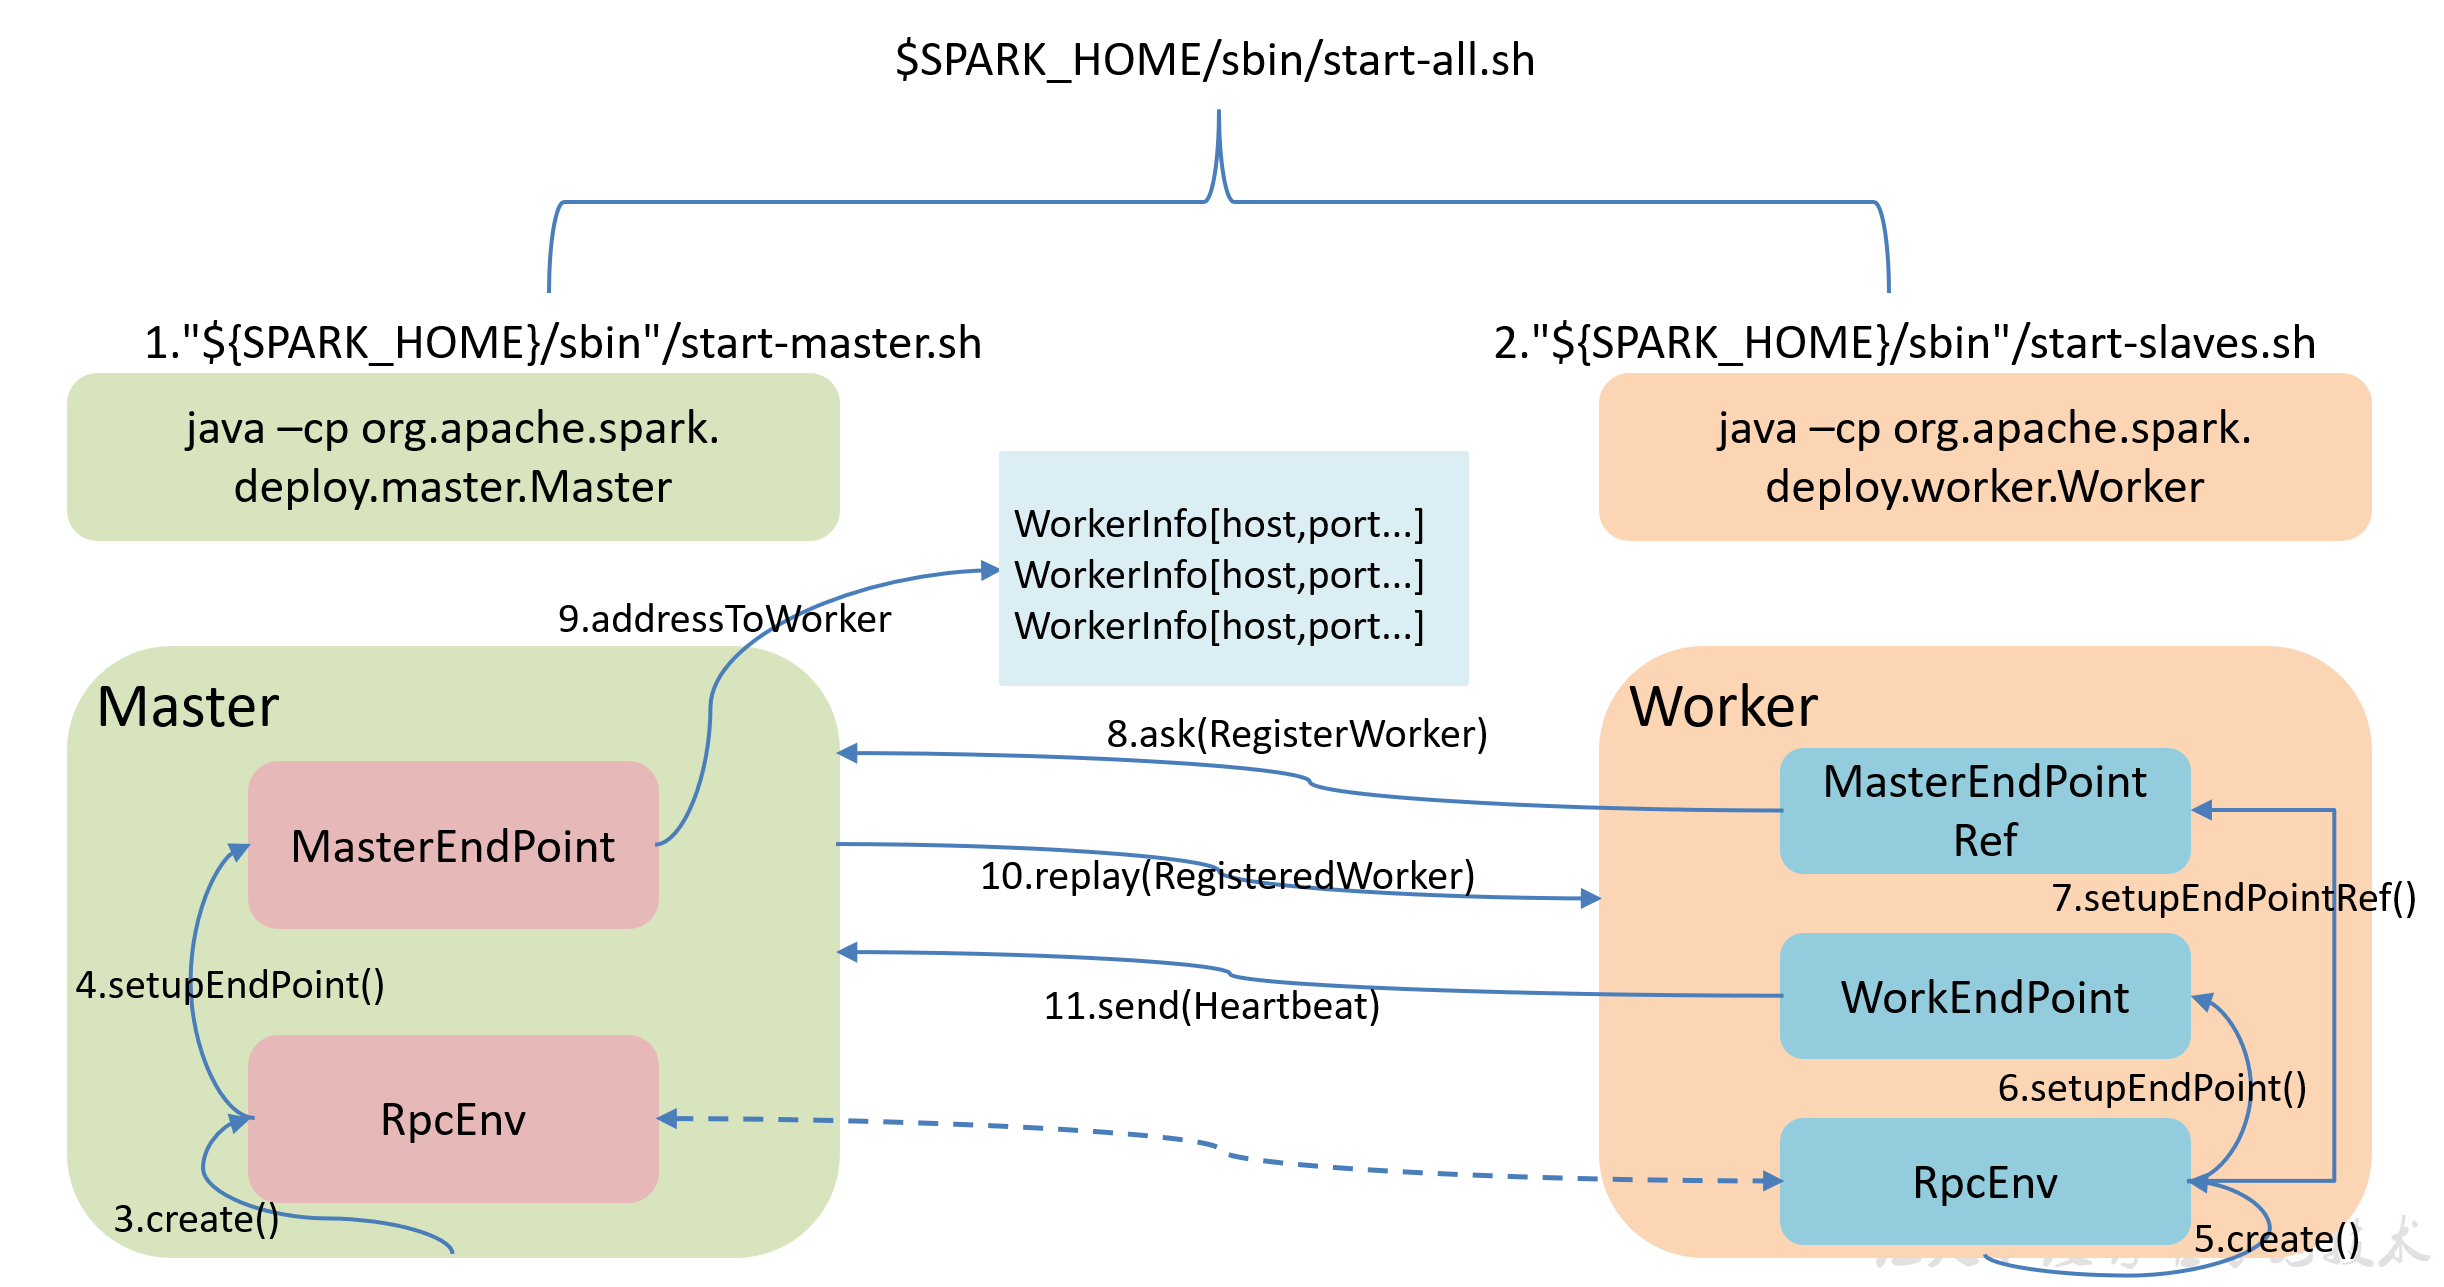 $SPARK_HOME/sbin/start-all.sh
1."${SPARK_HOME}/sbin"/start-master.sh
2."${SPARK_HOME}/sbin"/start-slaves.sh
java –cp org.apache.spark.
deploy.master.Master
java –cp org.apache.spark.
deploy.worker.Worker
WorkerInfo[host,port...]
WorkerInfo[host,port...]
WorkerInfo[host,port...]
9.addressToWorker
Master
Worker
8.ask(RegisterWorker)
MasterEndPoint
Ref
MasterEndPoint
10.replay(RegisteredWorker)
7.setupEndPointRef()
4.setupEndPoint()
11.send(Heartbeat)
WorkEndPoint
6.setupEndPoint()
RpcEnv
RpcEnv
3.create()
5.create()
技术